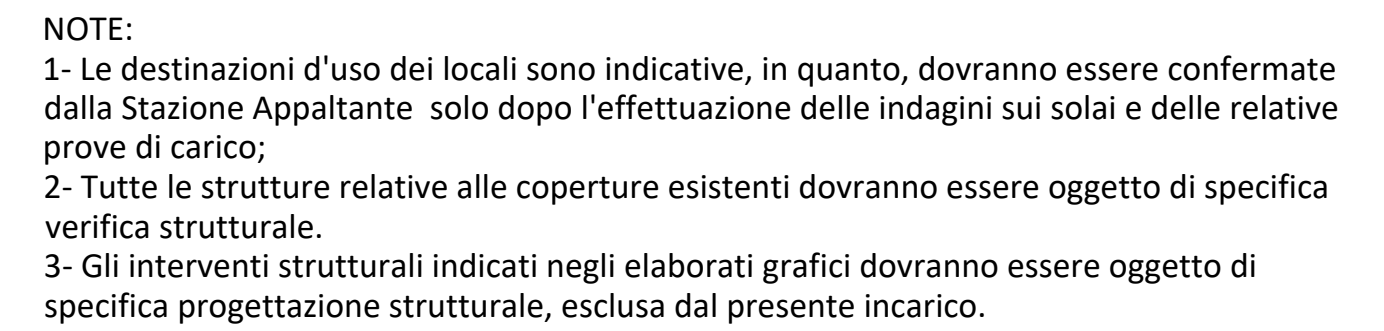 NOTE:
1- Le destinazioni d'uso dei locali sono indicative, in quanto, dovranno essere confermate
dalla Stazione Appaltante  solo dopo l'effettuazione delle indagini sui solai e delle relative
prove di carico;
2- Tutte le strutture relative alle coperture esistenti dovranno essere oggetto di specifica
verifica strutturale.
3- Gli interventi strutturali indicati negli elaborati grafici dovranno essere oggetto di
specifica progettazione strutturale, esclusa dal presente incarico.